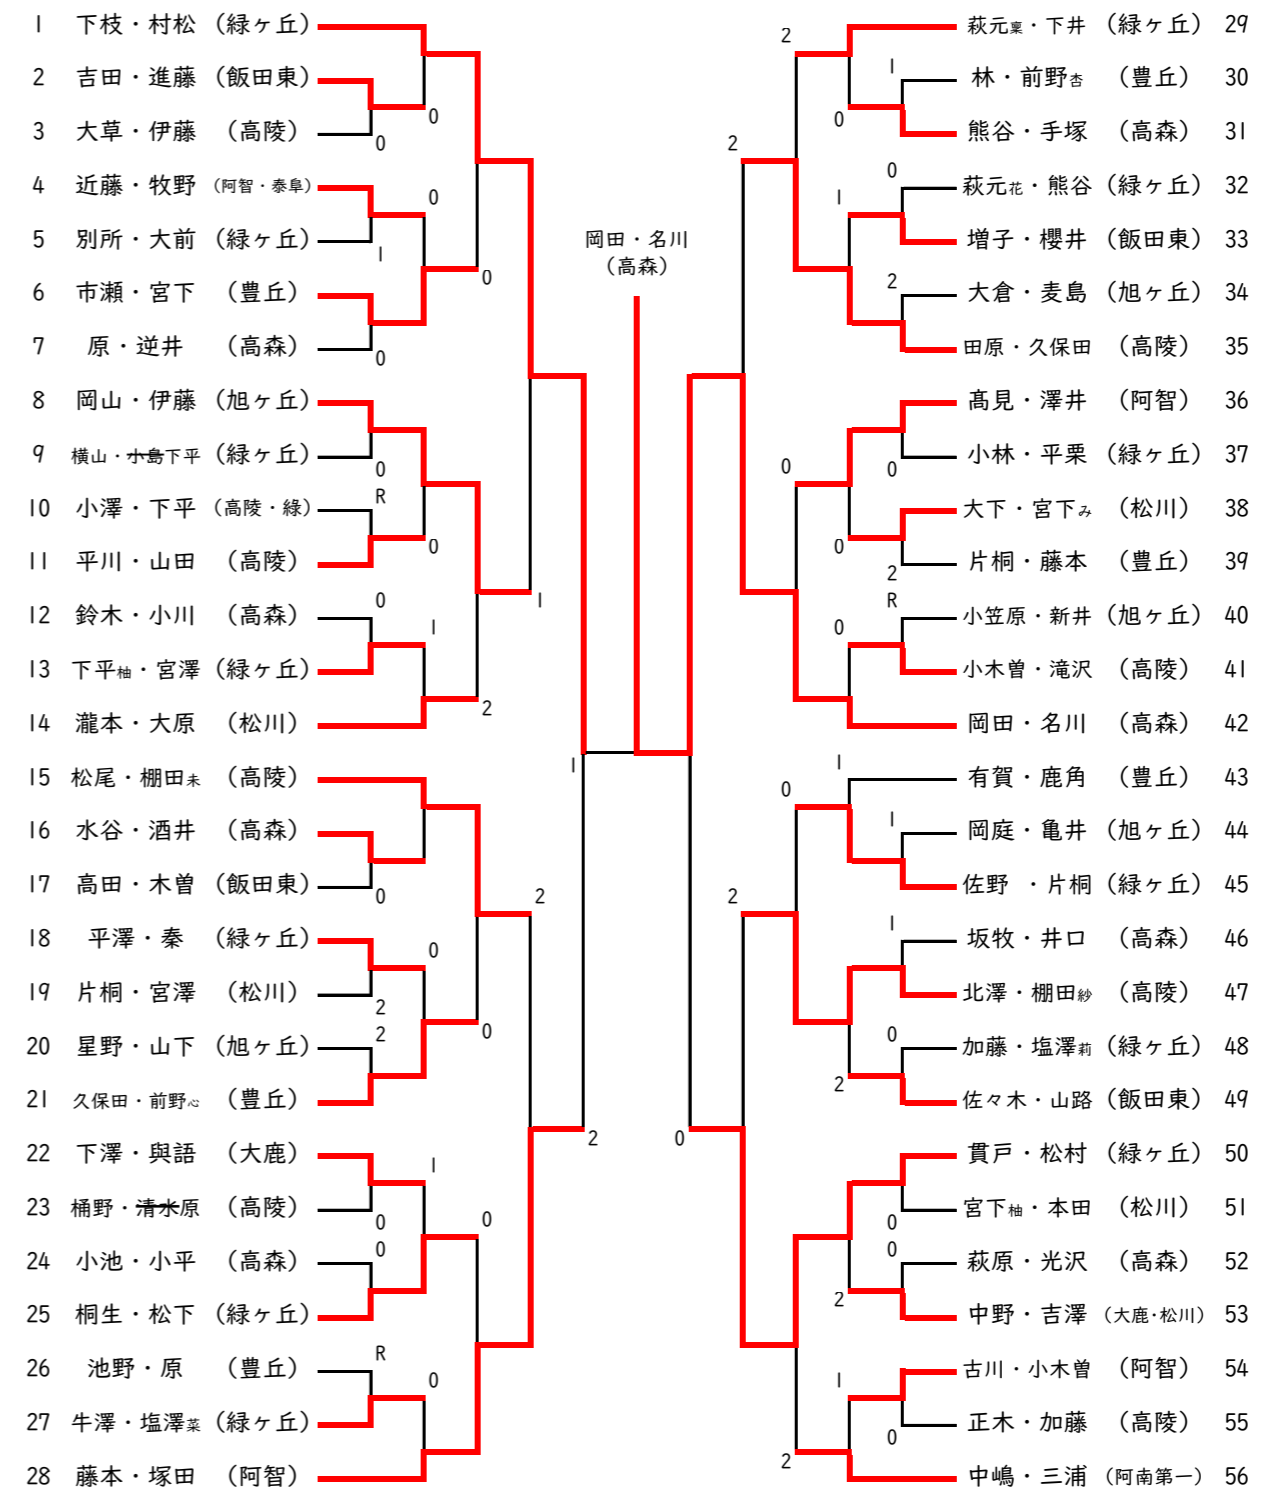 1 下枝・村松 (緑ヶ丘)
2 吉田・進藤 (飯田東)
3 大草・伊藤 (高陵)
4 近藤・牧野 (阿智・泰阜)
5 別所・大前 (緑ヶ丘)
6 市瀬・宮下 (豊丘)
7 原・逆井 (高森)
8 岡山・伊藤 (旭ヶ丘)
9 横山・小島下平 (緑ヶ丘)
10 小澤・下平 (高陵・綠)
11 平川・山田 (高陵)
12 鈴木・小川 (高森)
13 下平柚・宮澤 (緑ヶ丘)
14 瀧本・大原 (松川)
15 松尾・棚田未 (高陵)
16 水谷・酒井 (高森)
17 高田・木曽 (飯田東)
18 平澤・秦 (緑ヶ丘)
19 片桐・宮澤 (松川)
20 星野・山下 (旭ヶ丘)
21 久保田・前野心 (豊丘)
22 下澤・與語 (大鹿)
23 桶野・清水原 (高陵)
24 小池・小平 (高森)
25 桐生・松下 (緑ヶ丘)
26 池野・原 (豊丘)
27 牛澤・塩澤菜 (緑ヶ丘)
28 藤本・塚田 (阿智)
0
0
0
0
1
0
0
0
R
0
1
0
1
2
0
2
0
2
2
0
1
0
0
0
R
0
1
2
岡田・名川
(高森)
2
1
0
2
0
1
2
0
0
0
2
R
0
1
0
1
2
1
0
2
0
0
0
2
1
0
2
萩元稟・下井 (緑ヶ丘) 29
林・前野杏 (豊丘) 30
熊谷・手塚 (高森) 31
萩元花・熊谷 (緑ヶ丘) 32
増子・櫻井 (飯田東) 33
大倉・麦島 (旭ヶ丘) 34
田原・久保田 (高陵) 35
髙見・澤井 (阿智) 36
小林・平栗 (緑ヶ丘) 37
大下・宮下み (松川) 38
片桐・藤本 (豊丘) 39
小笠原・新井 (旭ヶ丘) 40
小木曽・滝沢 (高陵) 41
岡田・名川 (高森) 42
有賀・鹿角 (豊丘) 43
岡庭・亀井 (旭ヶ丘) 44
佐野 ・片桐 (緑ヶ丘) 45
坂牧・井口 (高森) 46
北澤・棚田紗 (高陵) 47
加藤・塩澤莉 (緑ヶ丘) 48
佐々木・山路 (飯田東) 49
貫戸・松村 (緑ヶ丘) 50
宮下柚・本田 (松川) 51
萩原・光沢 (高森) 52
中野・吉澤 (大鹿・松川) 53
古川・小木曽 (阿智) 54
正木・加藤 (高陵) 55
中嶋・三浦 (阿南第一) 56